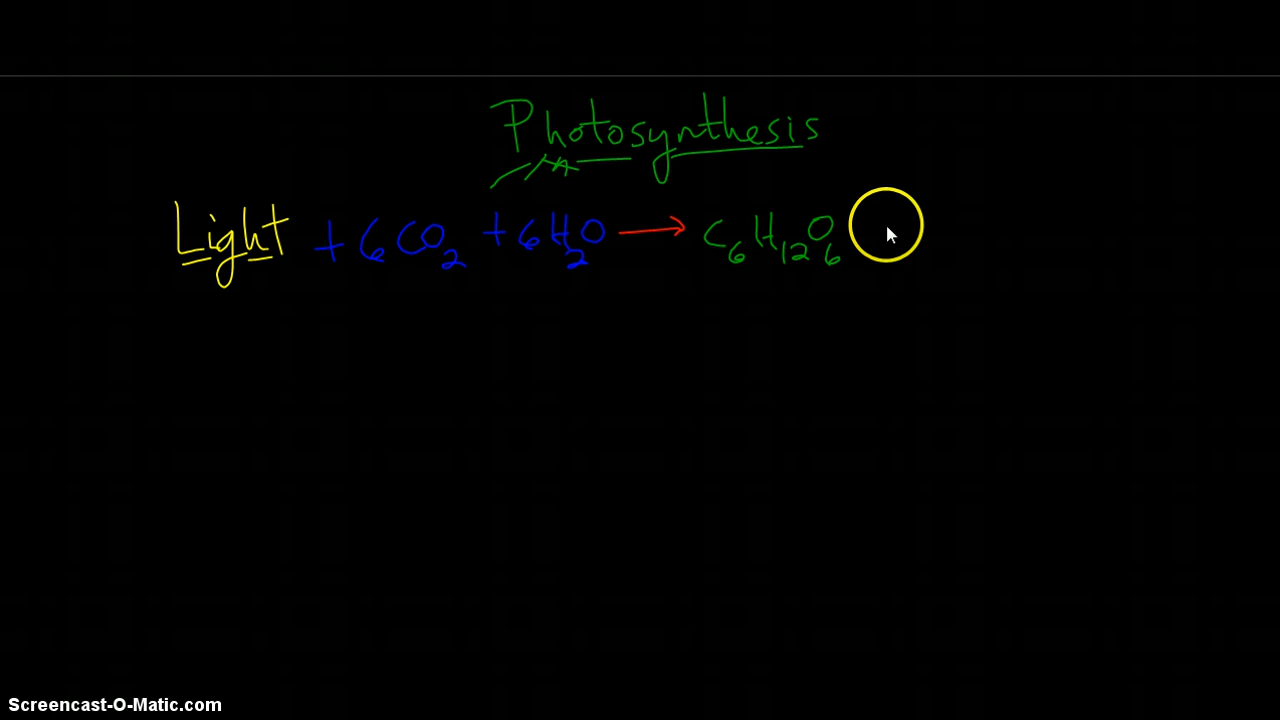 Photosynthesis
Light + 6CO₂ + 6H₂O → C₆H₁₂O₆
Screencast-O-Matic.com